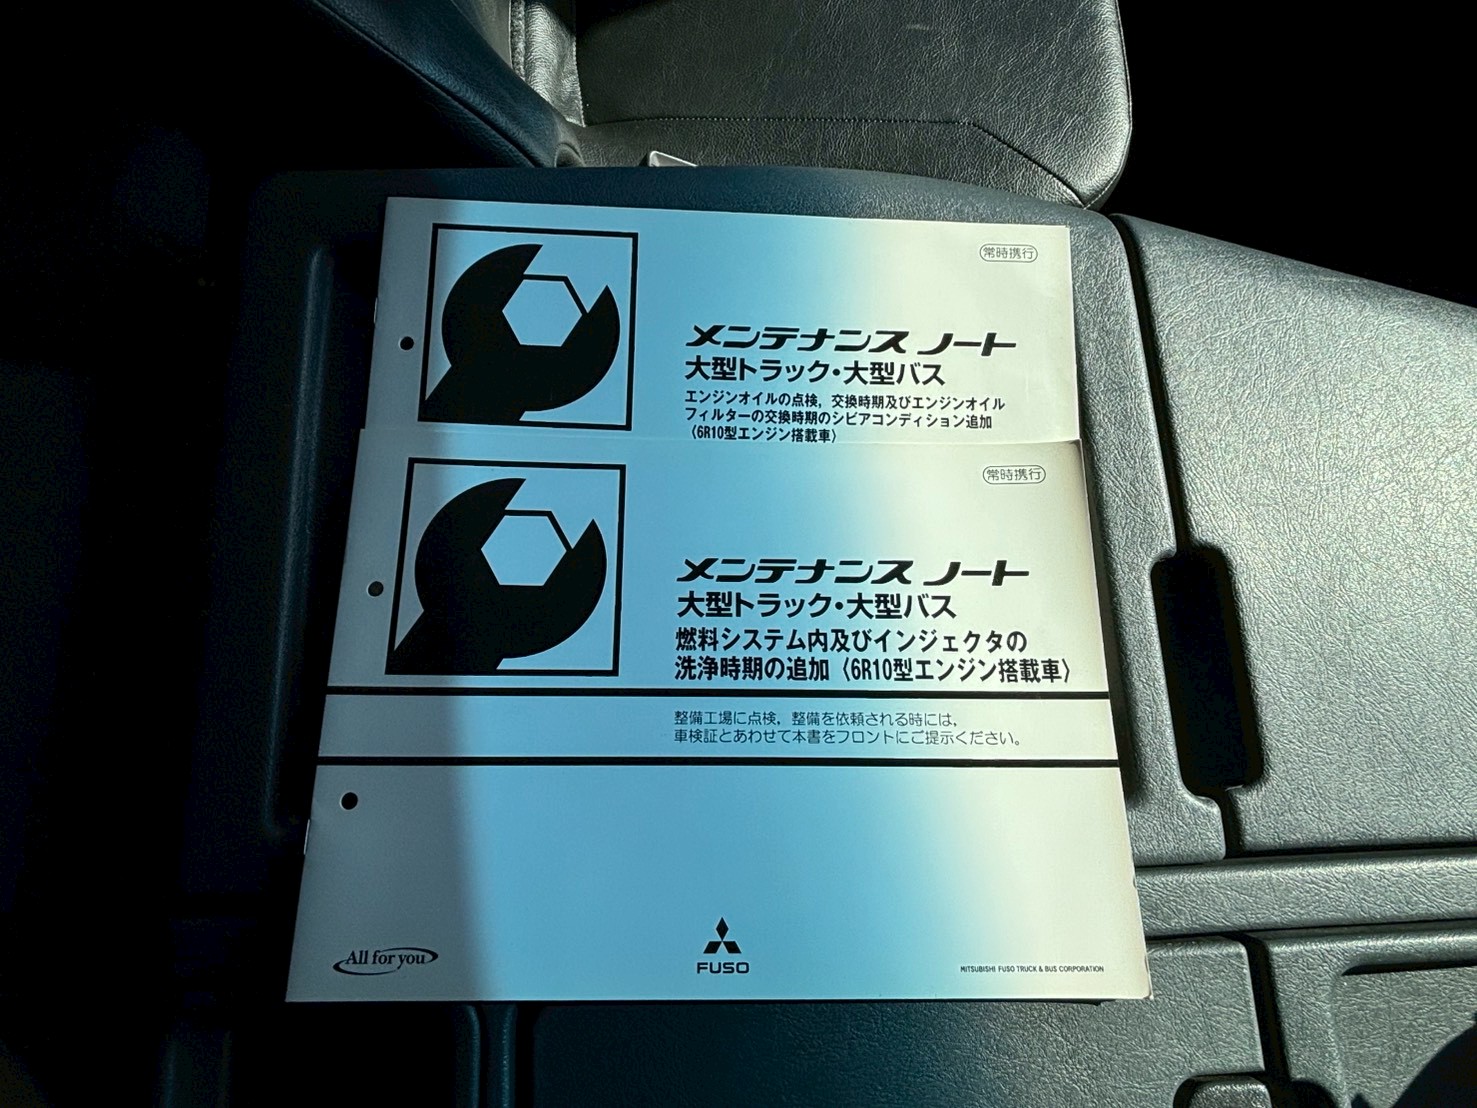 常時携行
メンテナンス ノート
大型トラック・大型バス
エンジンオイルの点検，交換時期及びエンジンオイル
フィルターの交換時期のシビアコンディション追加
〈6R10型エンジン搭載車〉
常時携行
メンテナンス ノート
大型トラック・大型バス
燃料システム内及びインジェクタの
洗浄時期の追加〈6R10型エンジン搭載車〉
整備工場に点検，整備を依頼される時には，
車検証とあわせて本書をフロントにご提示ください。
All for you
FUSO
MITSUBISHI FUSO TRUCK & BUS CORPORATION